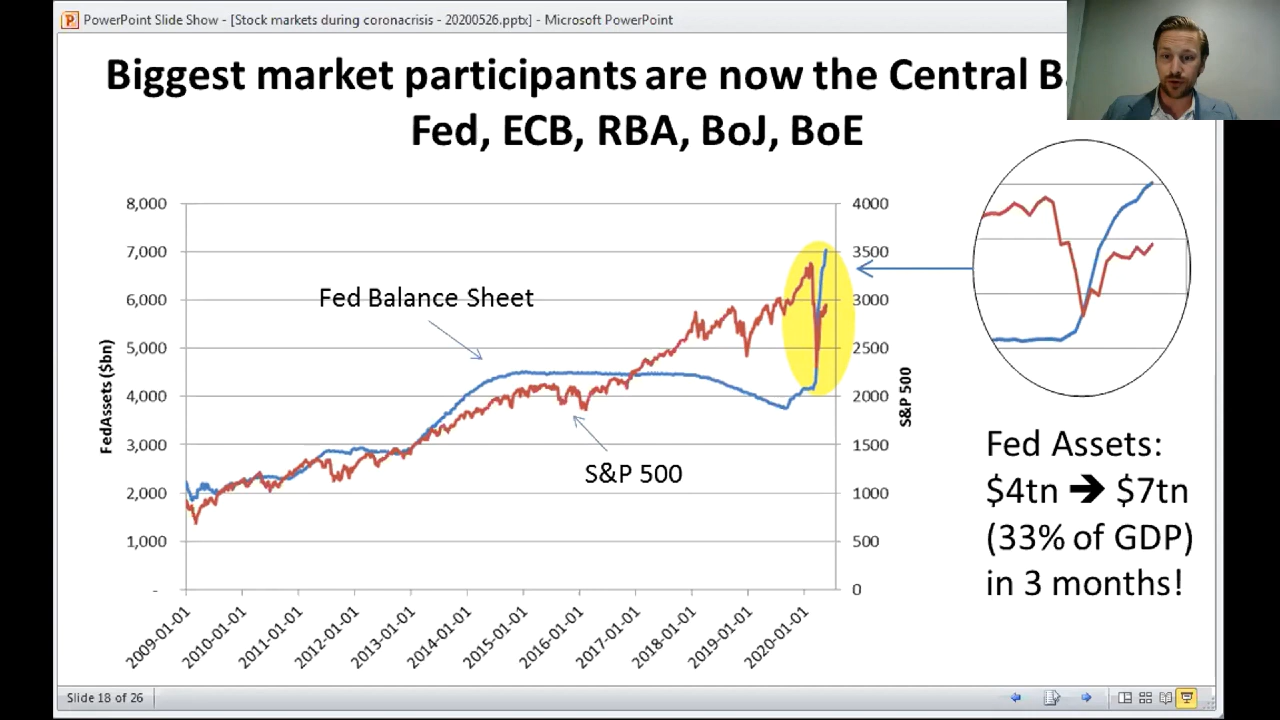 PowerPoint Slide Show - [Stock markets during coronacrisis - 20200526.pptx] - Microsoft PowerPoint
Biggest market participants are now the Central
Fed, ECB, RBA, BoJ, BoE
8,000
7,000
6,000
5,000
4,000
3,000
2,000
1,000
-
FedAssets ($bn)
4000
3500
3000
2500
2000
1500
1000
500
0
S&P 500
Fed Balance Sheet
S&P 500
2009-01-01
2010-01-01
2011-01-01
2012-01-01
2013-01-01
2014-01-01
2015-01-01
2016-01-01
2017-01-01
2018-01-01
2019-01-01
2020-01-01
Fed Assets:
$4tn → $7tn
(33% of GDP)
in 3 months!
Slide 18 of 26